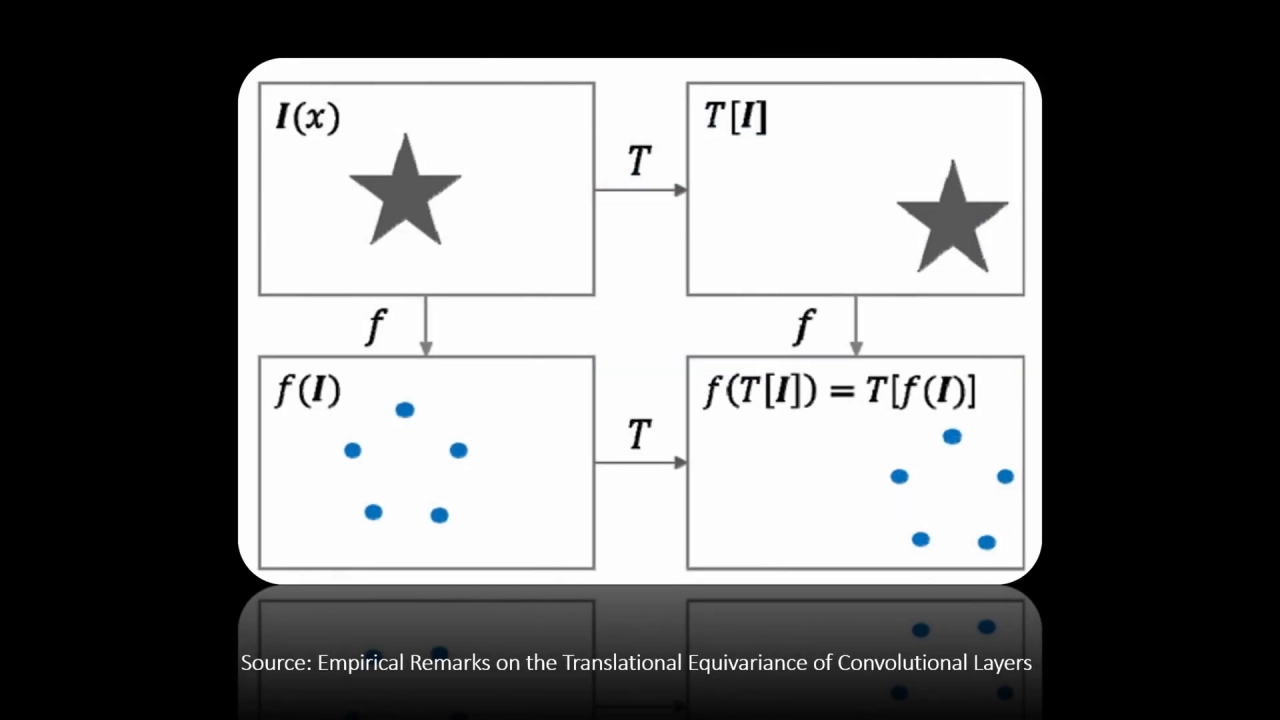 I(x)
T[I]
T
f
f
f(I)
f(T[I]) = T[f(I)]
T
Source: Empirical Remarks on the Translational Equivariance of Convolutional Layers